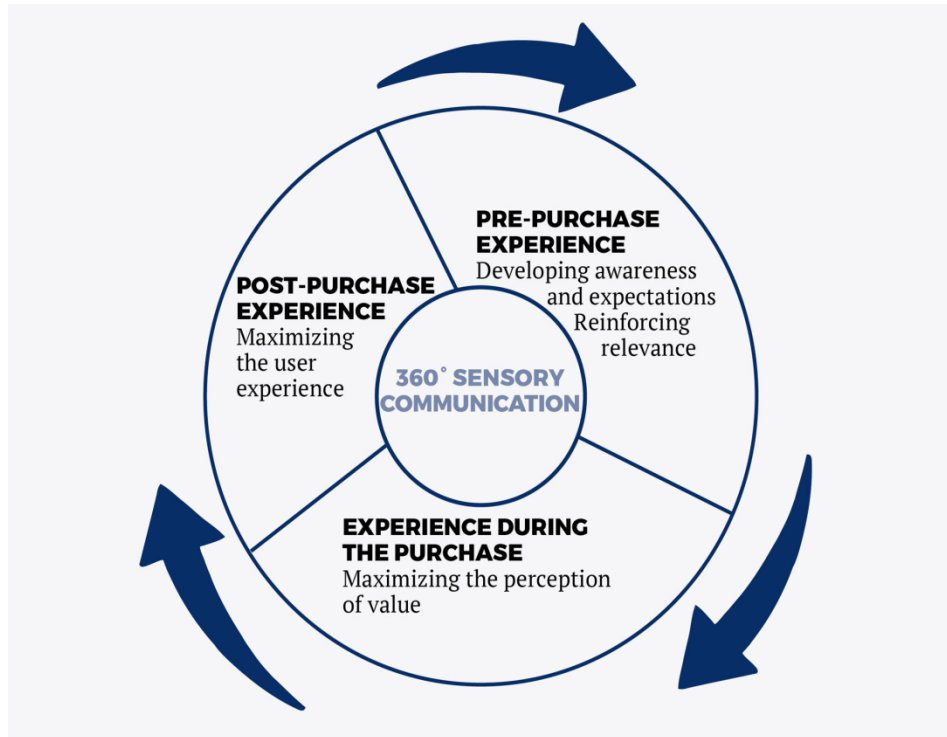 PRE-PURCHASE
EXPERIENCE
Developing awareness
and expectations
Reinforcing
relevance
POST-PURCHASE
EXPERIENCE
Maximizing
the user
experience
360° SENSORY
COMMUNICATION
EXPERIENCE DURING
THE PURCHASE
Maximizing the perception
of value